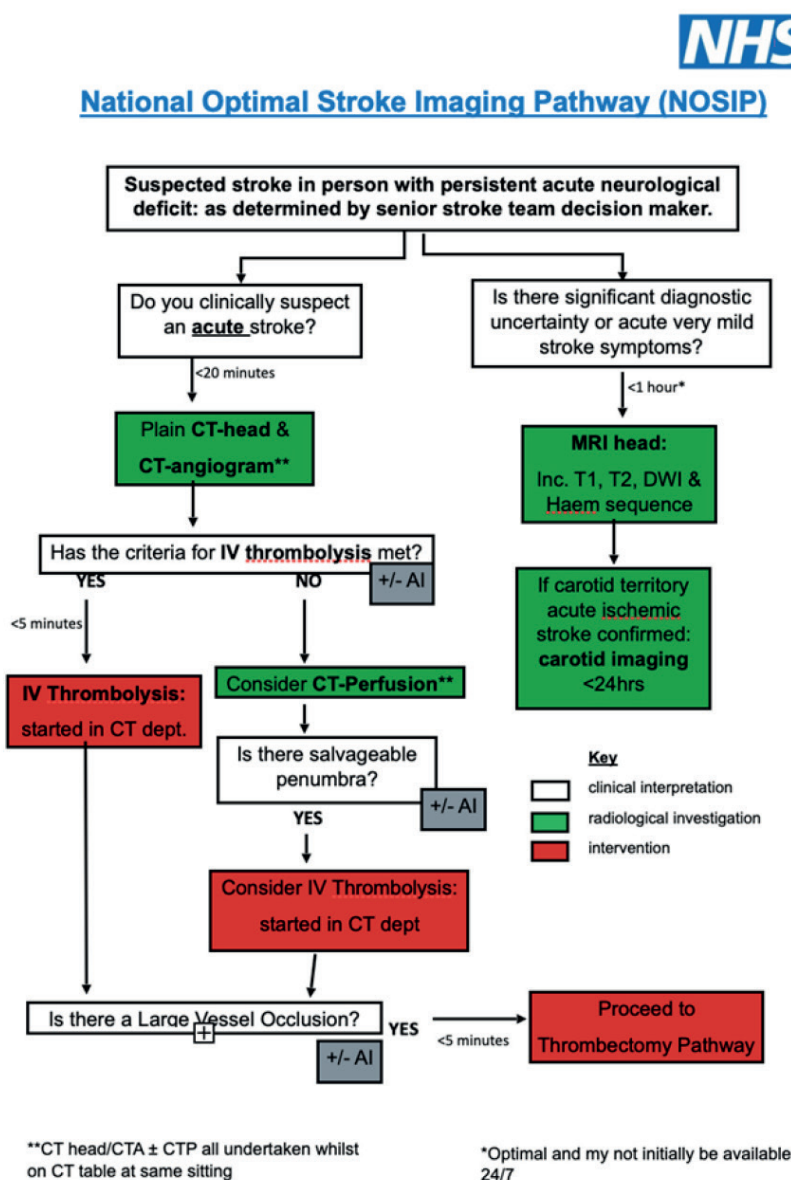 NHS
National Optimal Stroke Imaging Pathway (NOSIP)
Suspected stroke in person with persistent acute neurological
deficit: as determined by senior stroke team decision maker.
Do you clinically suspect
an acute stroke?
Is there significant diagnostic
uncertainty or acute very mild
stroke symptoms?
<20 minutes
<1 hour*
Plain CT-head &
CT-angiogram**
MRI head:
Inc. T1, T2, DWI &
Haem sequence
Has the criteria for IV thrombolysis met?
YES
NO
+/- AI
If carotid territory
acute ischemic
stroke confirmed:
carotid imaging
<24hrs
<5 minutes
IV Thrombolysis:
started in CT dept.
Consider CT-Perfusion**
Is there salvageable
penumbra?
+/- AI
YES
Key
clinical interpretation
radiological investigation
intervention
Consider IV Thrombolysis:
started in CT dept
Is there a Large Vessel Occlusion?
YES
+/- AI
<5 minutes
Proceed to
Thrombectomy Pathway
**CT head/CTA ± CTP all undertaken whilst
on CT table at same sitting
*Optimal and my not initially be available
24/7